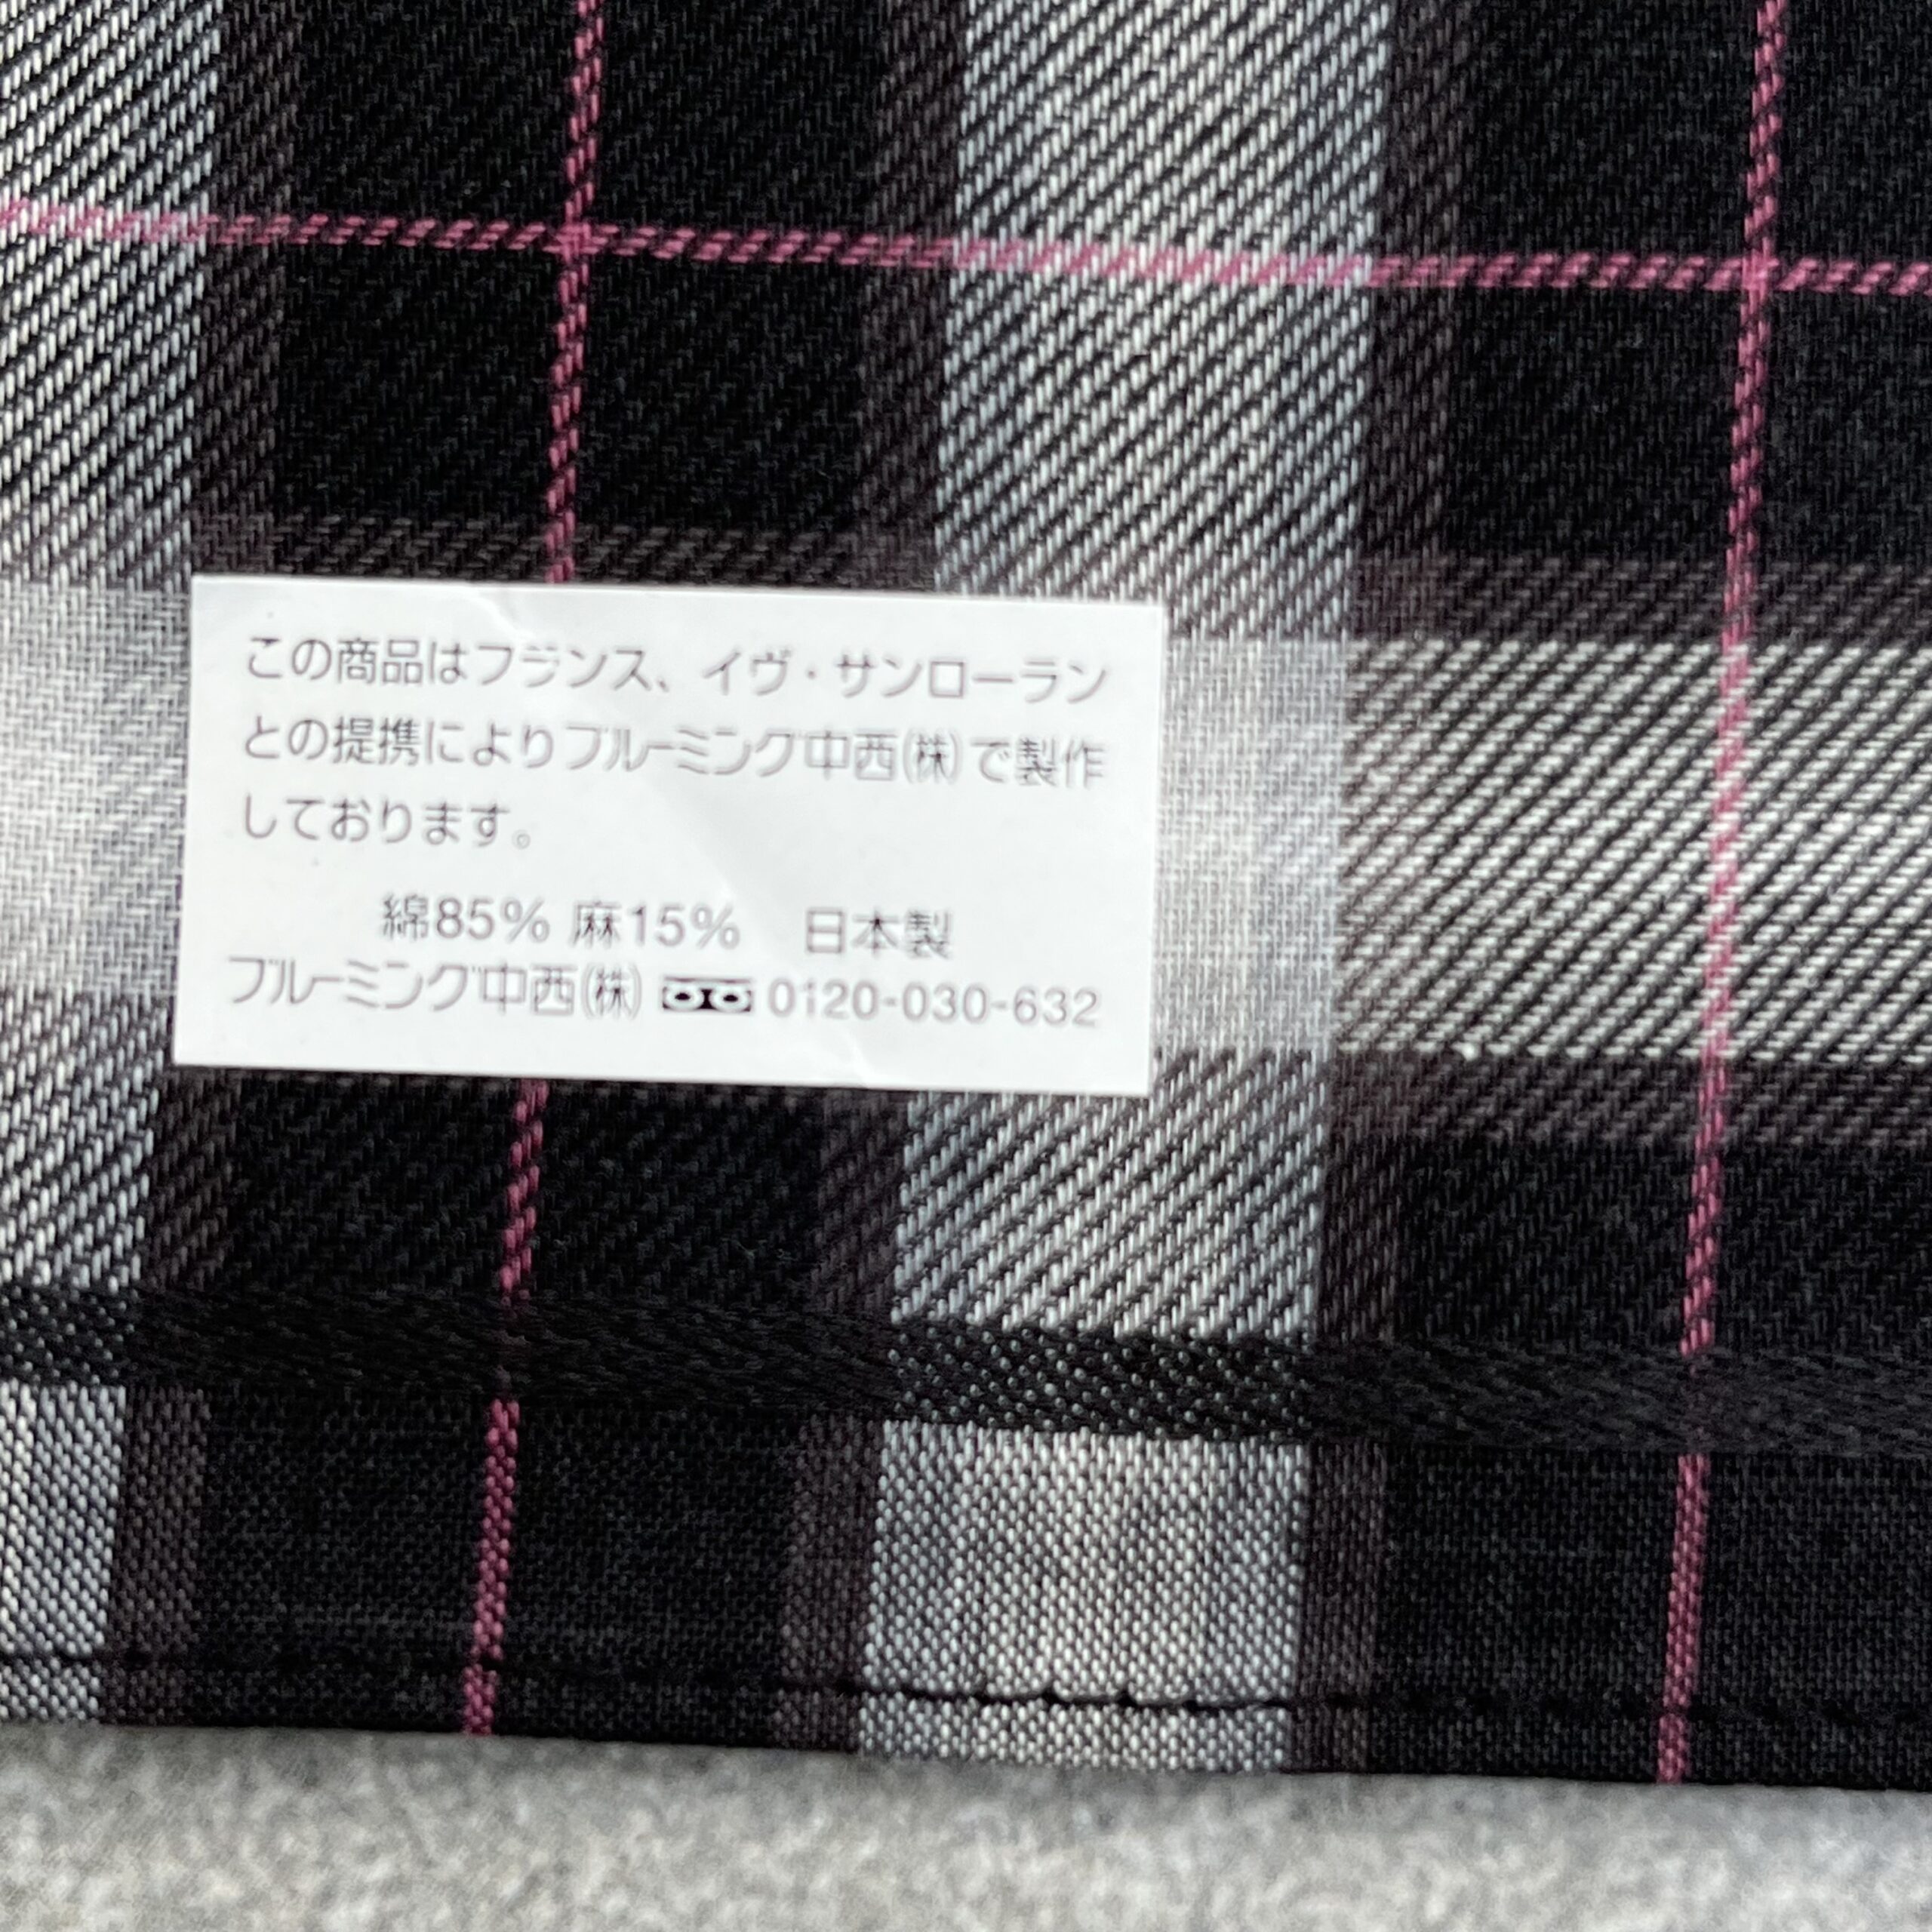 この商品はフランス、イヴ・サンローラン
との提携によりブルーミング中西㈱で製作
しております。
綿85% 麻15% 日本製
ブルーミング中西㈱ 0120-030-632